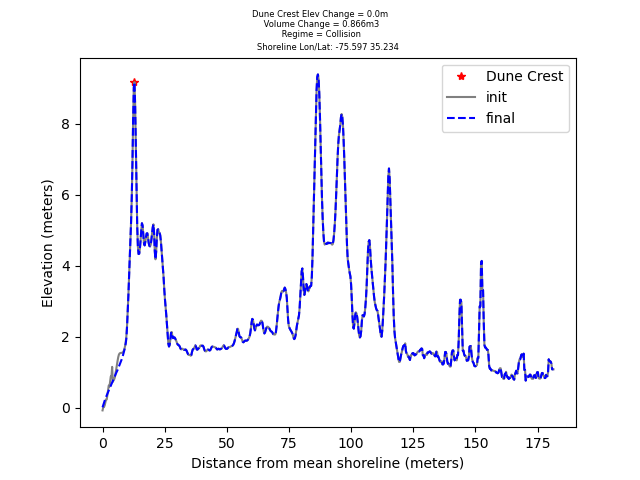 Dune Crest Elev Change = 0.0m
Volume Change = 0.866m3
Regime = Collision
Shoreline Lon/Lat: -75.597 35.234
Dune Crest
init
final
Elevation (meters)
8
6
4
2
0
0 25 50 75 100 125 150 175
Distance from mean shoreline (meters)